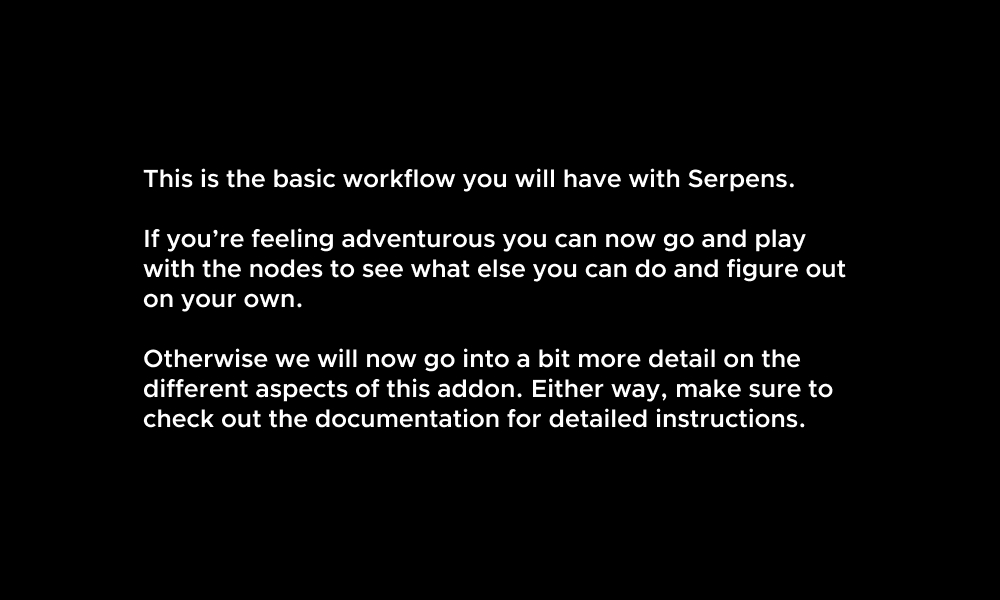 This is the basic workflow you will have with Serpens.
If you’re feeling adventurous you can now go and play
with the nodes to see what else you can do and figure out
on your own.
Otherwise we will now go into a bit more detail on the
different aspects of this addon. Either way, make sure to
check out the documentation for detailed instructions.